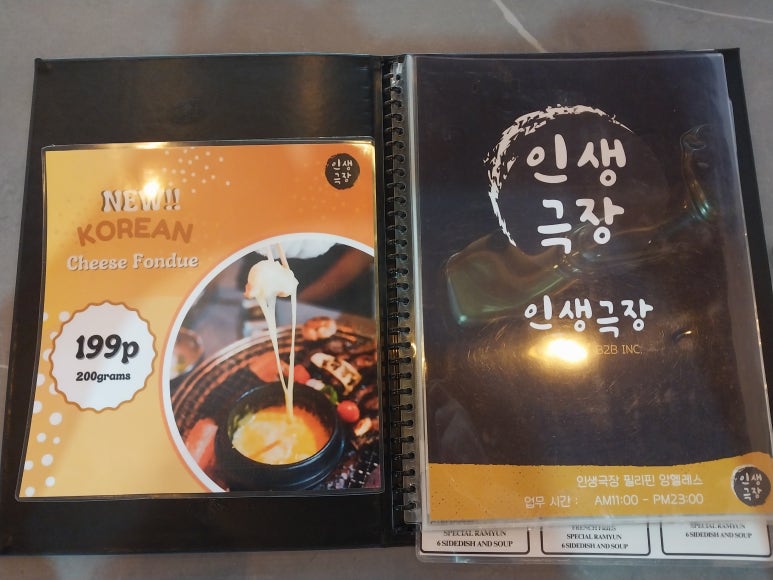 인생
극장
NEW!!
KOREAN
Cheese Fondue
199p
200grams
인생
극장
인생극장
B2B INC.
인생극장 필리핀 앙헬레스
업무 시간 : AM11:00 - PM23:00
인생
극장
SPECIAL RAMYUN
6 SIDEDISH AND SOUP
FRENCH FRIES
SPECIAL RAMYUN
6 SIDEDISH AND SOUP
SPECIAL RAMYUN
6 SIDEDISH AND SOUP